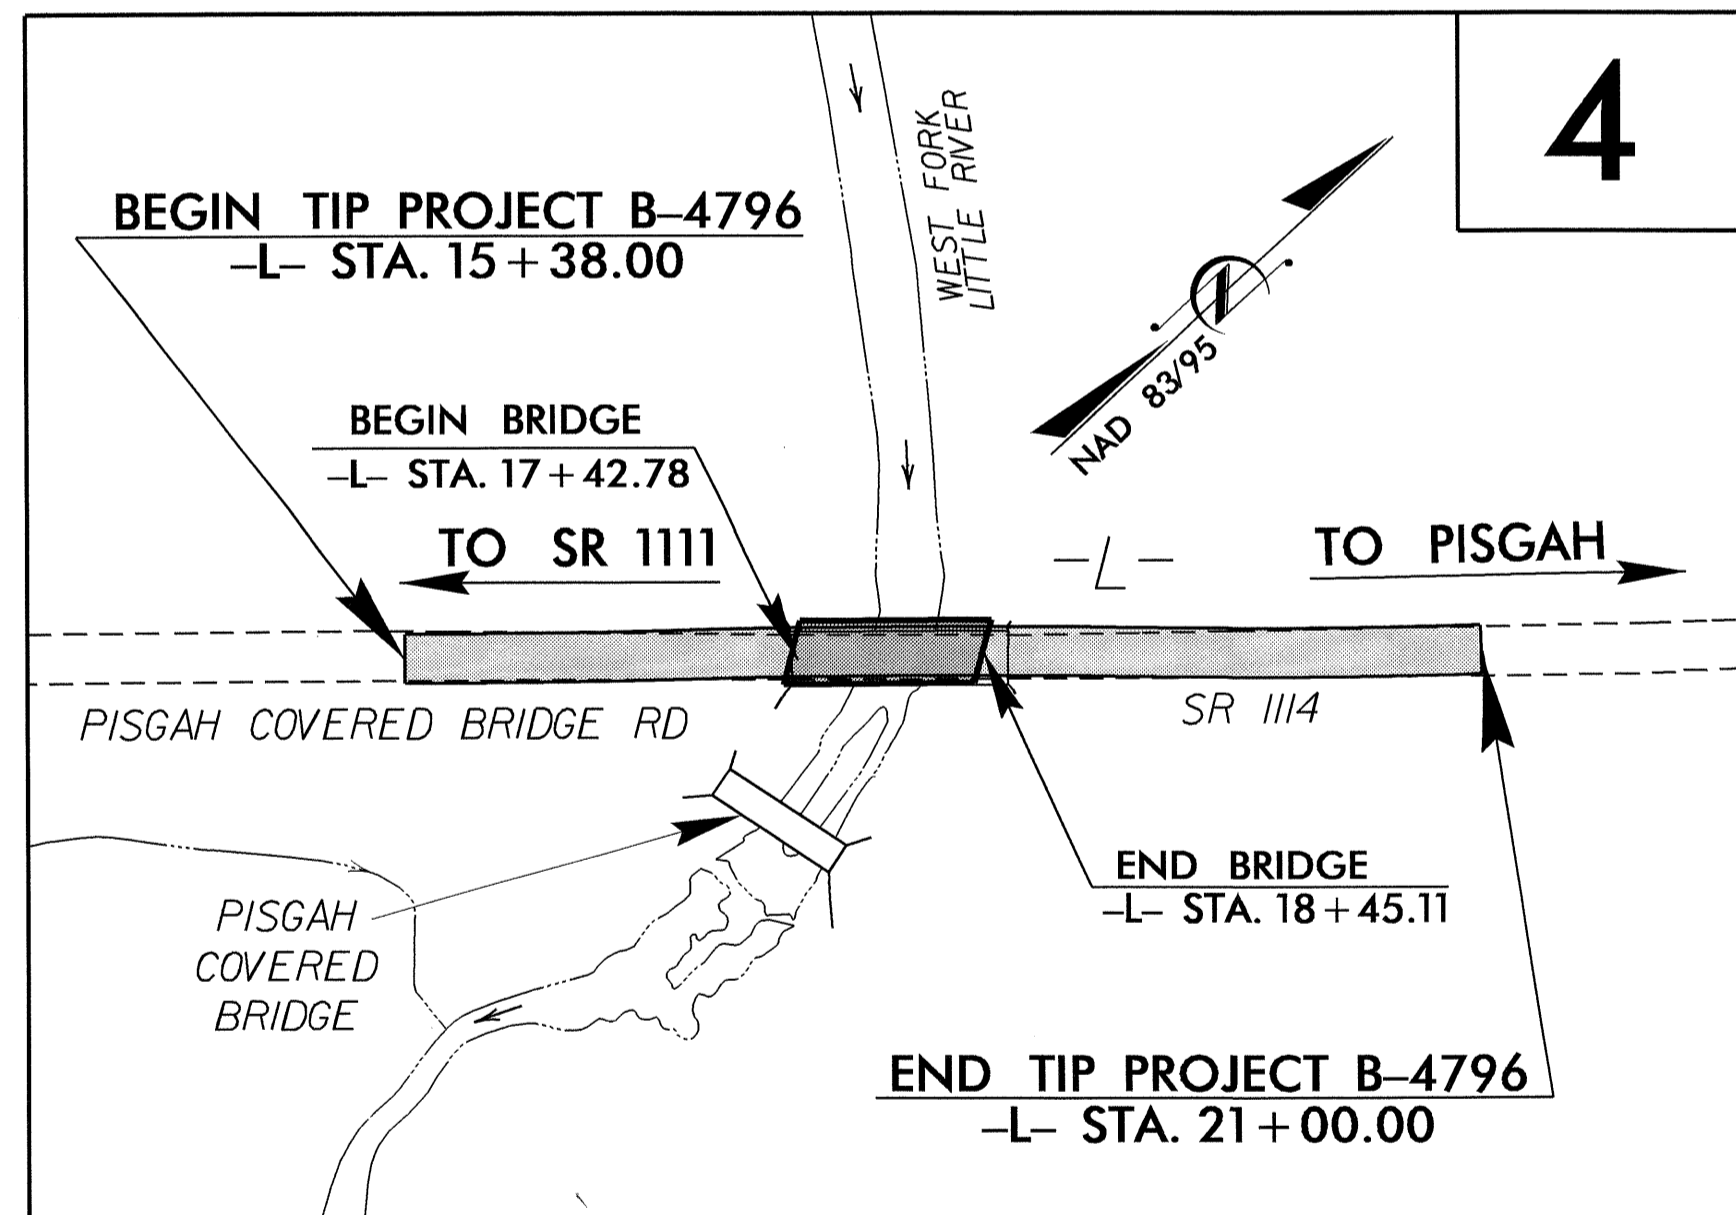 4
WEST FORK
LITTLE RIVER
BEGIN TIP PROJECT B-4796
-L- STA. 15+38.00
NAD 83/95
BEGIN BRIDGE
-L- STA. 17+42.78
TO SR 1111
-L-
TO PISGAH
PISGAH COVERED BRIDGE RD
SR 1114
END BRIDGE
-L- STA. 18+45.11
PISGAH
COVERED
BRIDGE
END TIP PROJECT B-4796
-L- STA. 21+00.00